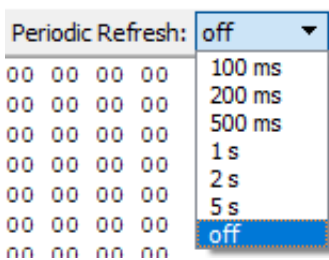 Periodic Refresh: off
00 00 00 00 100 ms
00 00 00 00 200 ms
00 00 00 00 500 ms
00 00 00 00 1 s
00 00 00 00 2 s
00 00 00 00 5 s
00 00 00 00 off